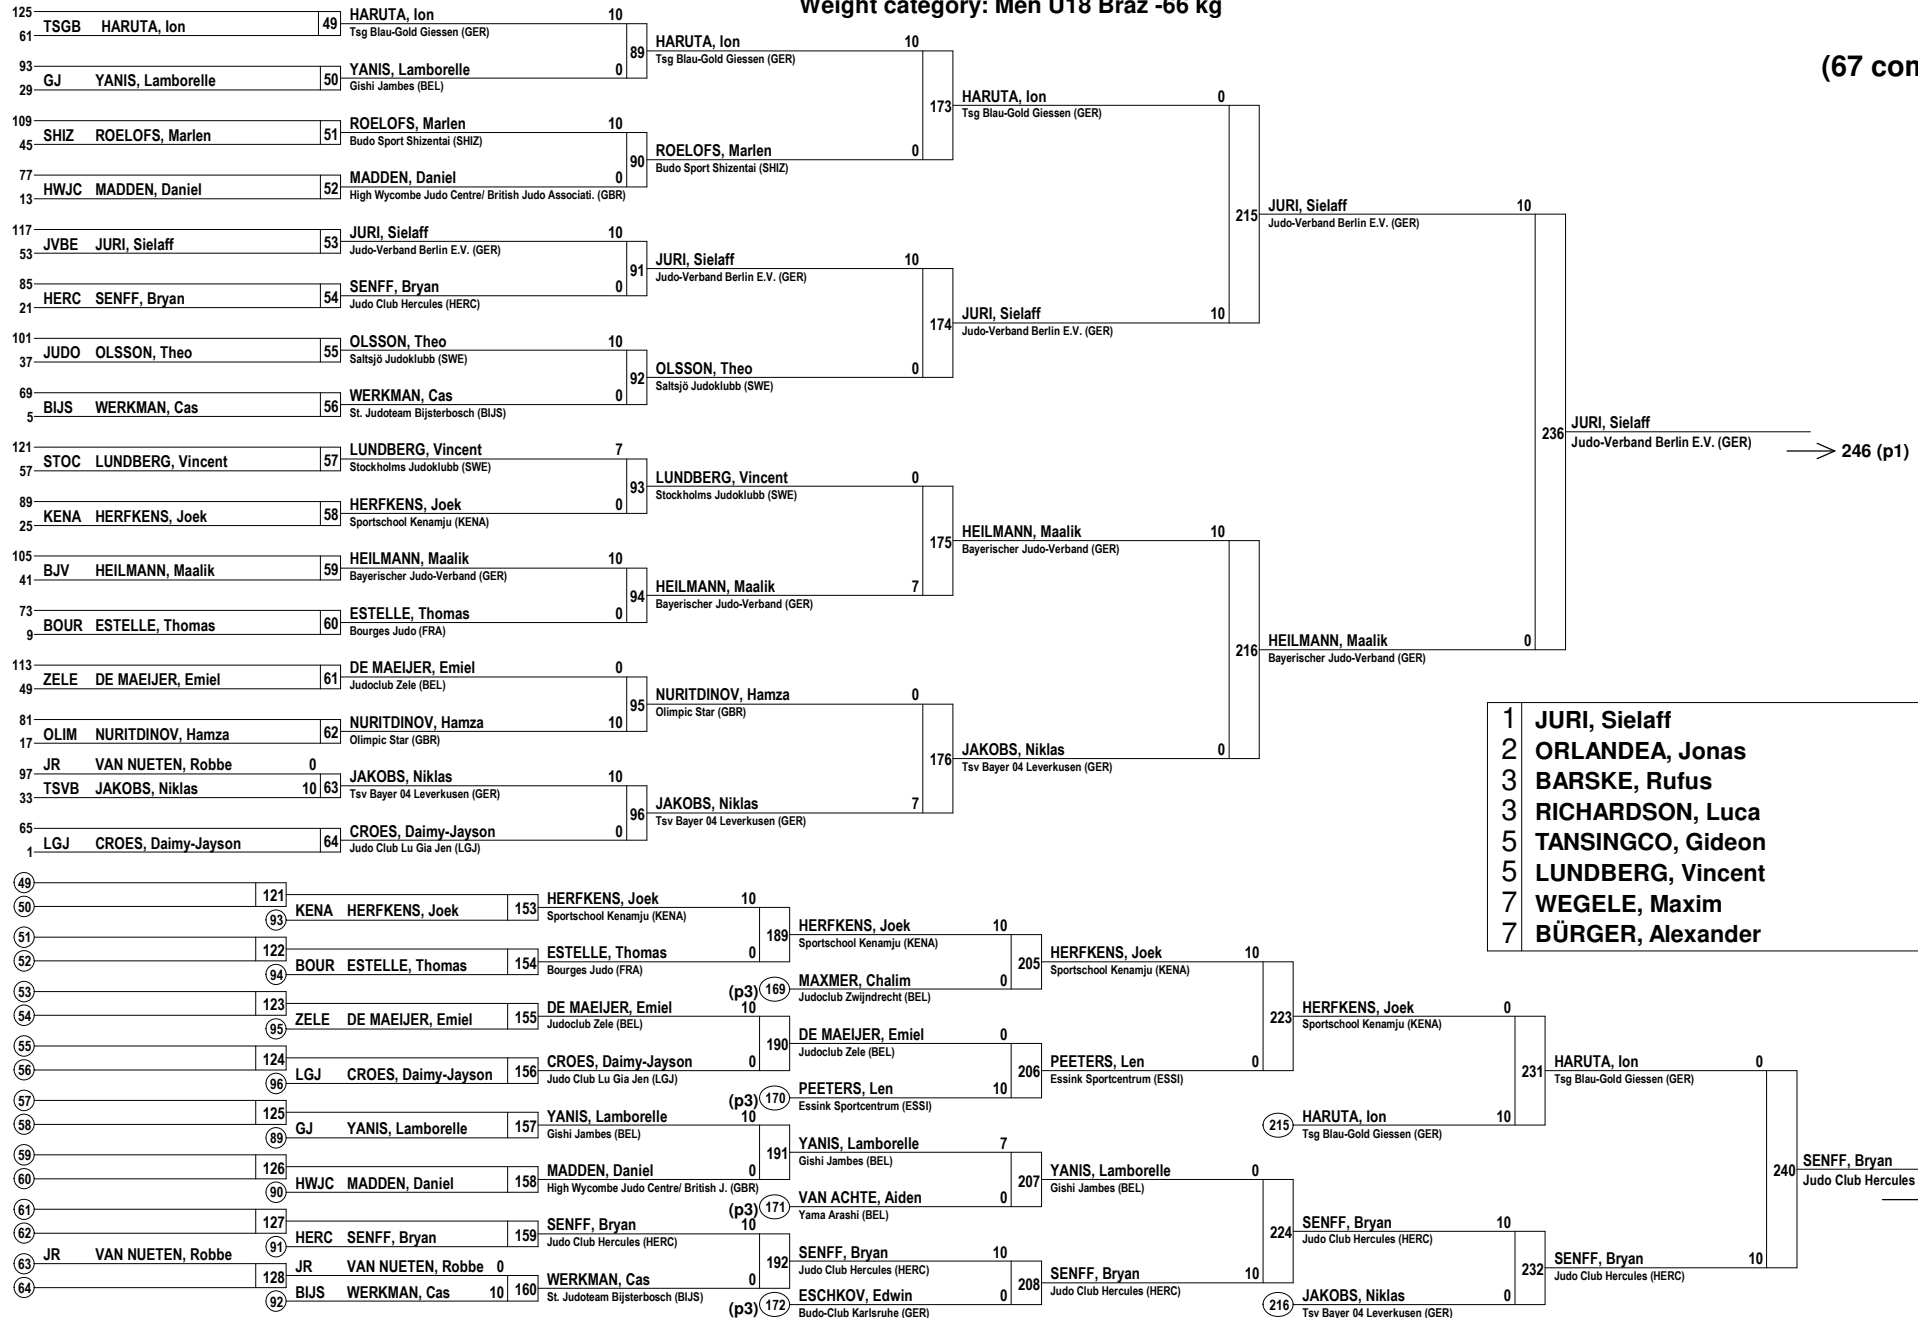 Weight category: Men U18 Braz -66 kg
(67 con
125
61
TSGB HARUTA, Ion 49
93
29
GJ YANIS, Lamborelle 50
109
45
SHIZ ROELOFS, Marlen 51
77
13
HWJC MADDEN, Daniel 52
117
53
JVBE JURI, Sielaff 53
85
21
HERC SENFF, Bryan 54
101
37
JUDO OLSSON, Theo 55
69
5
BIJS WERKMAN, Cas 56
121
57
STOC LUNDBERG, Vincent 57
89
25
KENA HERFKENS, Joek 58
105
41
BJV HEILMANN, Maalik 59
73
9
BOUR ESTELLE, Thomas 60
113
49
ZELE DE MAEIJER, Emiel 61
81
17
OLIM NURITDINOV, Hamza 62
JR VAN NUETEN, Robbe 0
97
TSVB JAKOBS, Niklas 10 63
33
65
1
LGJ CROES, Daimy-Jayson 64
HARUTA, Ion 10
Tsg Blau-Gold Giessen (GER)
89
YANIS, Lamborelle 0
Gishi Jambes (BEL)
ROELOFS, Marlen 10
Budo Sport Shizentai (SHIZ)
90
MADDEN, Daniel 0
High Wycombe Judo Centre/ British Judo Associati. (GBR)
JURI, Sielaff 10
Judo-Verband Berlin E.V. (GER)
91
SENFF, Bryan 0
Judo Club Hercules (HERC)
OLSSON, Theo 10
Saltsjö Judoklubb (SWE)
92
WERKMAN, Cas 0
St. Judoteam Bijsterbosch (BIJS)
LUNDBERG, Vincent 7
Stockholms Judoklubb (SWE)
93
HERFKENS, Joek 0
Sportschool Kenamju (KENA)
HEILMANN, Maalik 10
Bayerischer Judo-Verband (GER)
94
ESTELLE, Thomas 0
Bourges Judo (FRA)
DE MAEIJER, Emiel 0
Judoclub Zele (BEL)
95
NURITDINOV, Hamza 10
Olimpic Star (GBR)
JAKOBS, Niklas 10
Tsv Bayer 04 Leverkusen (GER)
96
CROES, Daimy-Jayson 0
Judo Club Lu Gia Jen (LGJ)
HARUTA, Ion 10
Tsg Blau-Gold Giessen (GER)
173
ROELOFS, Marlen 0
Budo Sport Shizentai (SHIZ)
JURI, Sielaff 10
Judo-Verband Berlin E.V. (GER)
174
OLSSON, Theo 0
Saltsjö Judoklubb (SWE)
LUNDBERG, Vincent 0
Stockholms Judoklubb (SWE)
175
HEILMANN, Maalik 7
Bayerischer Judo-Verband (GER)
NURITDINOV, Hamza 0
Olimpic Star (GBR)
176
JAKOBS, Niklas 7
Tsv Bayer 04 Leverkusen (GER)
HARUTA, Ion 0
Tsg Blau-Gold Giessen (GER)
215
JURI, Sielaff 10
Judo-Verband Berlin E.V. (GER)
HEILMANN, Maalik 10
Bayerischer Judo-Verband (GER)
216
JAKOBS, Niklas 0
Tsv Bayer 04 Leverkusen (GER)
JURI, Sielaff 10
Judo-Verband Berlin E.V. (GER)
236
HEILMANN, Maalik 0
Bayerischer Judo-Verband (GER)
JURI, Sielaff
Judo-Verband Berlin E.V. (GER)
246 (p1)
1 JURI, Sielaff
2 ORLANDEA, Jonas
3 BARSKE, Rufus
3 RICHARDSON, Luca
5 TANSINGCO, Gideon
5 LUNDBERG, Vincent
7 WEGELE, Maxim
7 BÜRGER, Alexander
49
50
121
93
KENA HERFKENS, Joek 153
51
52
122
94
BOUR ESTELLE, Thomas 154
53
54
123
95
ZELE DE MAEIJER, Emiel 155
55
56
124
96
LGJ CROES, Daimy-Jayson 156
57
58
125
89
GJ YANIS, Lamborelle 157
59
60
126
90
HWJC MADDEN, Daniel 158
61
62
127
91
HERC SENFF, Bryan 159
63
64
JR VAN NUETEN, Robbe
128
92
JR VAN NUETEN, Robbe 0
BIJS WERKMAN, Cas 10 160
HERFKENS, Joek 10
Sportschool Kenamju (KENA)
189
ESTELLE, Thomas 0
Bourges Judo (FRA)
DE MAEIJER, Emiel 10
Judoclub Zele (BEL)
190
CROES, Daimy-Jayson 0
Judo Club Lu Gia Jen (LGJ)
YANIS, Lamborelle 10
Gishi Jambes (BEL)
191
MADDEN, Daniel 0
High Wycombe Judo Centre/ British J. (GBR)
SENFF, Bryan 10
Judo Club Hercules (HERC)
192
WERKMAN, Cas 0
St. Judoteam Bijsterbosch (BIJS)
HERFKENS, Joek 10
Sportschool Kenamju (KENA)
205
(p3) 169 MAXMER, Chalim 0
Judoclub Zwijndrecht (BEL)
DE MAEIJER, Emiel 0
Judoclub Zele (BEL)
206
(p3) 170 PEETERS, Len 10
Essink Sportcentrum (ESSI)
YANIS, Lamborelle 7
Gishi Jambes (BEL)
207
(p3) 171 VAN ACHTE, Aiden 0
Yama Arashi (BEL)
SENFF, Bryan 10
Judo Club Hercules (HERC)
208
(p3) 172 ESCHKOV, Edwin 0
Budo-Club Karlsruhe (GER)
HERFKENS, Joek 10
Sportschool Kenamju (KENA)
223
PEETERS, Len 0
Essink Sportcentrum (ESSI)
YANIS, Lamborelle 0
Gishi Jambes (BEL)
224
SENFF, Bryan 10
Judo Club Hercules (HERC)
HERFKENS, Joek 0
Sportschool Kenamju (KENA)
231
215 HARUTA, Ion 10
Tsg Blau-Gold Giessen (GER)
SENFF, Bryan 10
Judo Club Hercules (HERC)
232
216 JAKOBS, Niklas 0
Tsv Bayer 04 Leverkusen (GER)
HARUTA, Ion 0
Tsg Blau-Gold Giessen (GER)
240
SENFF, Bryan 10
Judo Club Hercules (HERC)
SENFF, Bryan
Judo Club Hercules